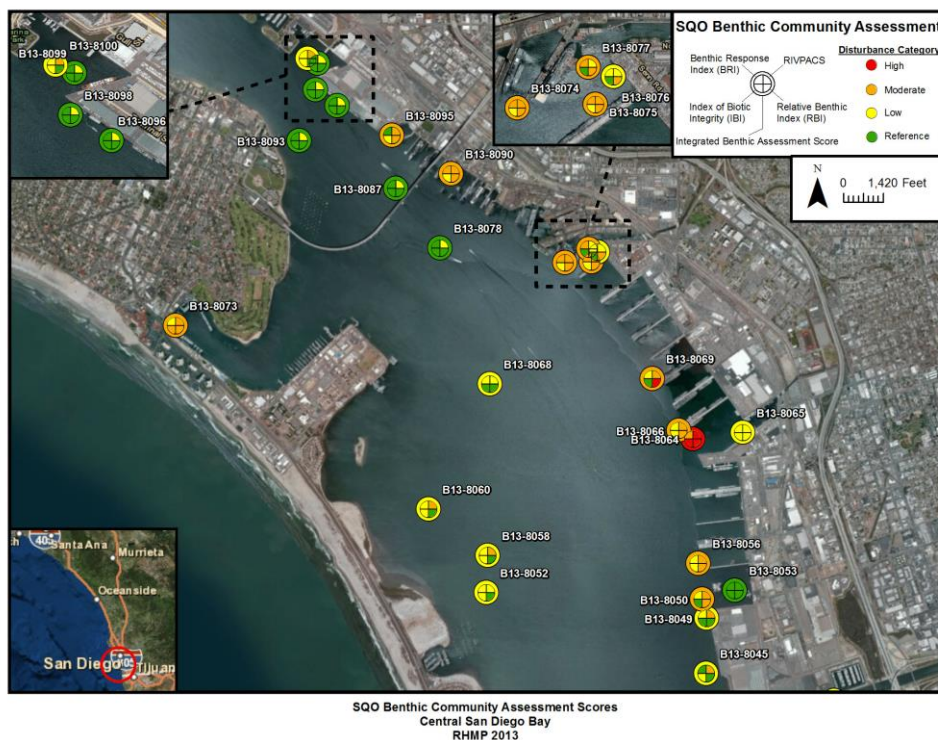 SQO Benthic Community Assessment
Disturbance Category
Benthic Response
Index (BRI)
RIVPACS
Index of Biotic
Integrity (IBI)
Relative Benthic
Index (RBI)
Integrated Benthic Assessment Score
High
Moderate
Low
Reference
N
0 1,420 Feet
B13-8099
B13-8100
B13-8098
B13-8096
B13-8077
B13-8074
B13-8076
B13-8075
B13-8095
B13-8093
B13-8090
B13-8087
B13-8078
B13-8073
B13-8068
B13-8069
B13-8065
B13-8066
B13-8064
B13-8060
B13-8058
B13-8056
B13-8053
B13-8052
B13-8050
B13-8049
B13-8045
Santa Ana
Murrieta
Oceanside
San Diego
Tijuan
SQO Benthic Community Assessment Scores
Central San Diego Bay
RHMP 2013